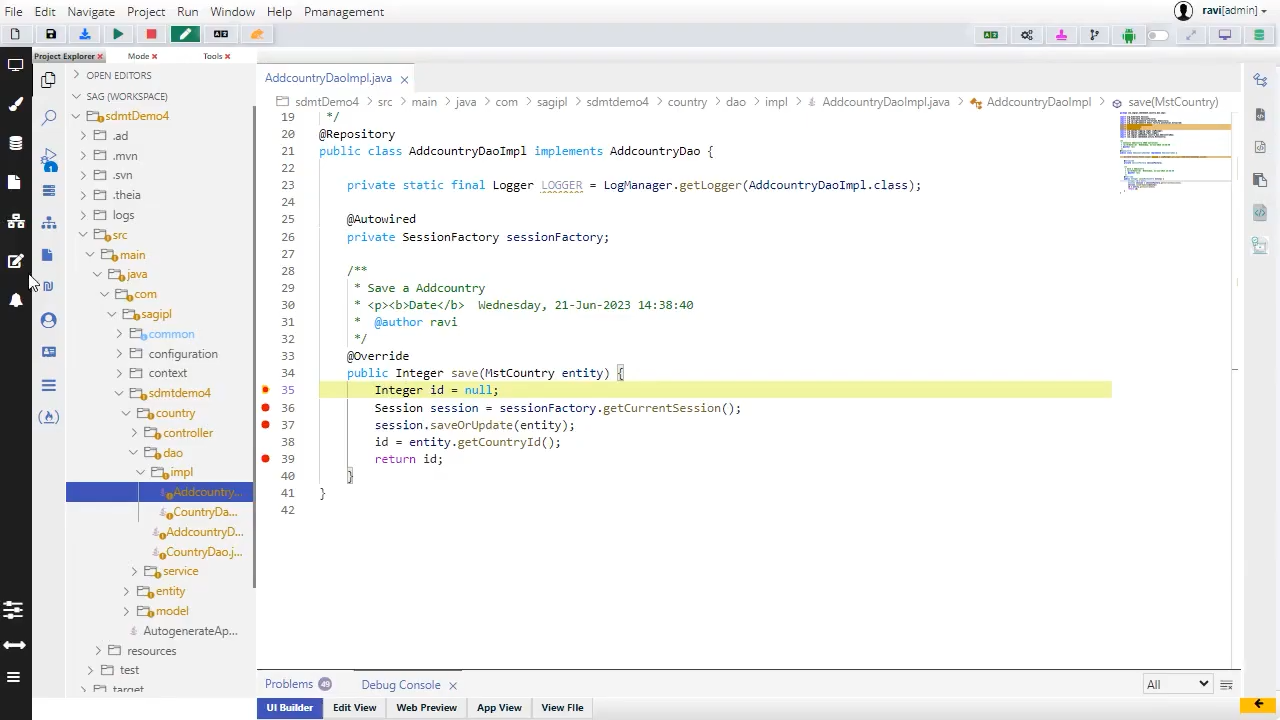 File Edit Navigate Project Run Window Help Pmanagement
ravi[admin]
Project Explorer Mode Tools
OPEN EDITORS
SAG (WORKSPACE)
sdmtDemo4
.ad
.mvn
.svn
.theia
logs
src
main
java
com
sagipl
common
configuration
context
sdmtdemo4
country
controller
dao
impl
Addcountry...
CountryDa...
AddcountryD...
CountryDao.j...
service
entity
model
AutogenerateAp...
resources
test
target
AddcountryDaoImpl.java
sdmtDemo4 src main java com sagipl sdmtdemo4 country dao impl AddcountryDaoImpl.java AddcountryDaoImpl save(MstCountry)
19 */
20 @Repository
21 public class AddcountryDaoImpl implements AddcountryDao {
22
23 private static final Logger LOGGER = LogManager.getLogger(AddcountryDaoImpl.class);
24
25 @Autowired
26 private SessionFactory sessionFactory;
27
28 /**
29 * Save a Addcountry
30 * <p><b>Date</b> Wednesday, 21-Jun-2023 14:38:40
31 * @author ravi
32 */
33 @Override
34 public Integer save(MstCountry entity) {
35 Integer id = null;
36 Session session = sessionFactory.getCurrentSession();
37 session.saveOrUpdate(entity);
38 id = entity.getCountryId();
39 return id;
40 }
41 }
42
Problems 49 Debug Console
All
UI Builder Edit View Web Preview App View New File